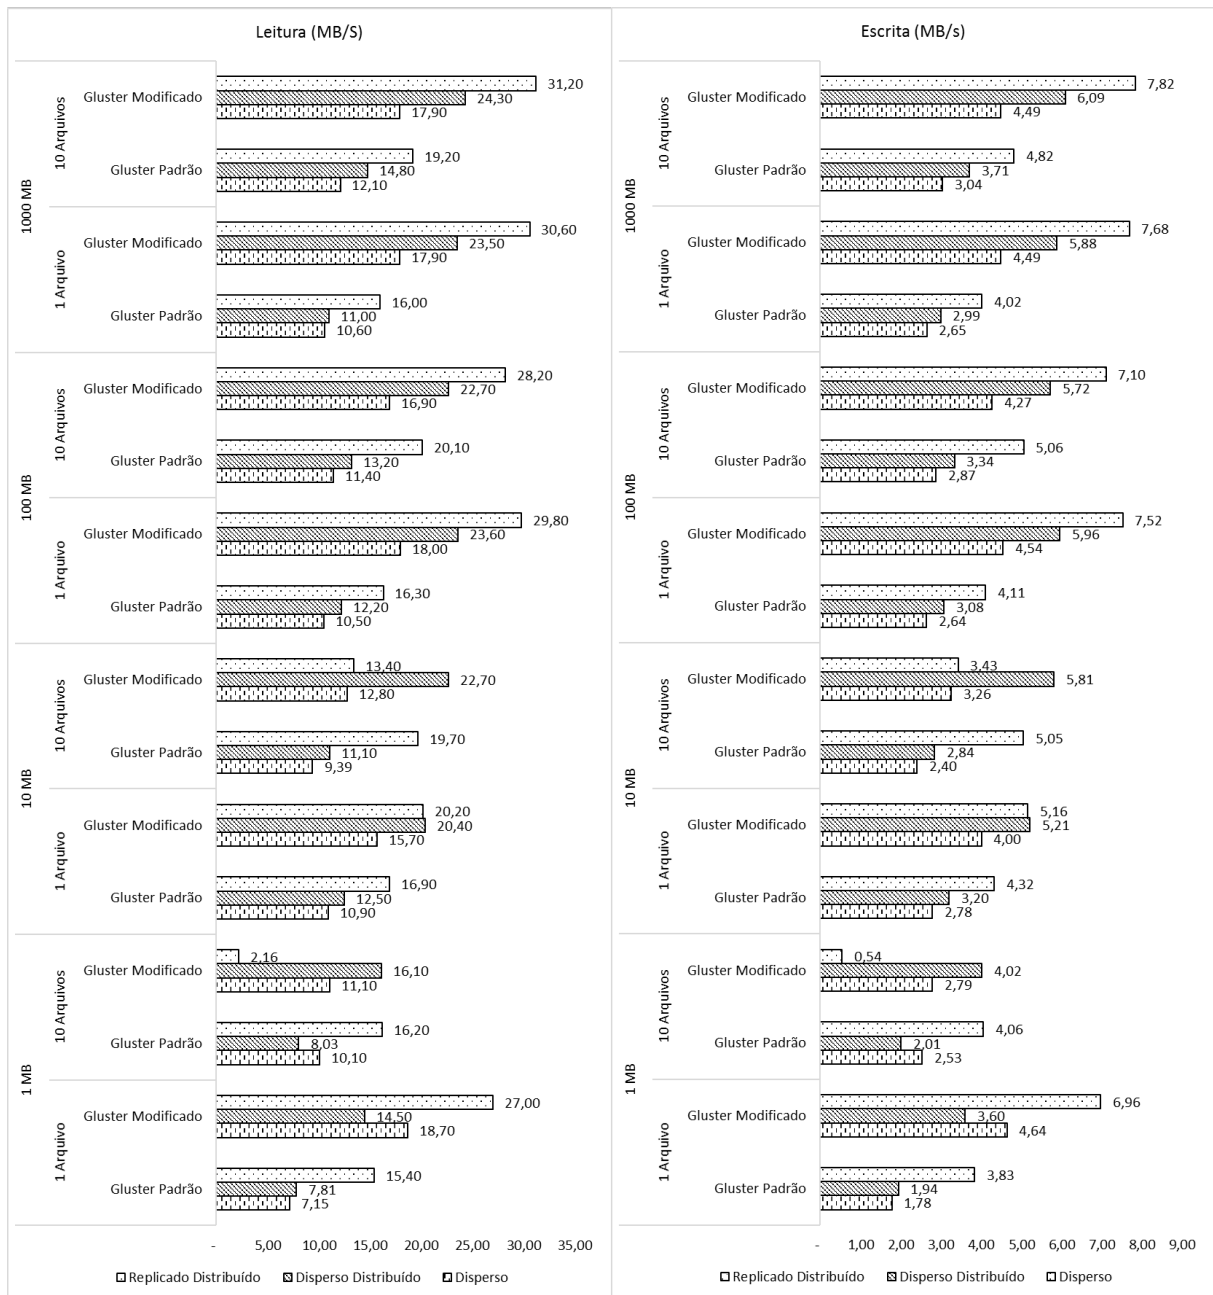 Leitura (MB/S)
1000 MB
10 Arquivos
Gluster Modificado
31,20
24,30
17,90
Gluster Padrão
19,20
14,80
12,10
1 Arquivo
Gluster Modificado
30,60
23,50
17,90
Gluster Padrão
16,00
11,00
10,60
100 MB
10 Arquivos
Gluster Modificado
28,20
22,70
16,90
Gluster Padrão
20,10
13,20
11,40
1 Arquivo
Gluster Modificado
29,80
23,60
18,00
Gluster Padrão
16,30
12,20
10,50
10 MB
10 Arquivos
Gluster Modificado
13,40
22,70
12,80
Gluster Padrão
19,70
11,10
9,39
1 Arquivo
Gluster Modificado
20,20
20,40
15,70
Gluster Padrão
16,90
12,50
10,90
1 MB
10 Arquivos
Gluster Modificado
2,16
16,10
11,10
Gluster Padrão
16,20
8,03
10,10
1 Arquivo
Gluster Modificado
27,00
14,50
18,70
Gluster Padrão
15,40
7,81
7,15
- 5,00 10,00 15,00 20,00 25,00 30,00 35,00
Replicado Distribuído Disperso Distribuído Disperso
Escrita (MB/s)
1000 MB
10 Arquivos
Gluster Modificado
7,82
6,09
4,49
Gluster Padrão
4,82
3,71
3,04
1 Arquivo
Gluster Modificado
7,68
5,88
4,49
Gluster Padrão
4,02
2,99
2,65
100 MB
10 Arquivos
Gluster Modificado
7,10
5,72
4,27
Gluster Padrão
5,06
3,34
2,87
1 Arquivo
Gluster Modificado
7,52
5,96
4,54
Gluster Padrão
4,11
3,08
2,64
10 MB
10 Arquivos
Gluster Modificado
3,43
5,81
3,26
Gluster Padrão
5,05
2,84
2,40
1 Arquivo
Gluster Modificado
5,16
5,21
4,00
Gluster Padrão
4,32
3,20
2,78
1 MB
10 Arquivos
Gluster Modificado
0,54
4,02
2,79
Gluster Padrão
4,06
2,01
2,53
1 Arquivo
Gluster Modificado
6,96
3,60
4,64
Gluster Padrão
3,83
1,94
1,78
- 1,00 2,00 3,00 4,00 5,00 6,00 7,00 8,00 9,00
Replicado Distribuído Disperso Distribuído Disperso